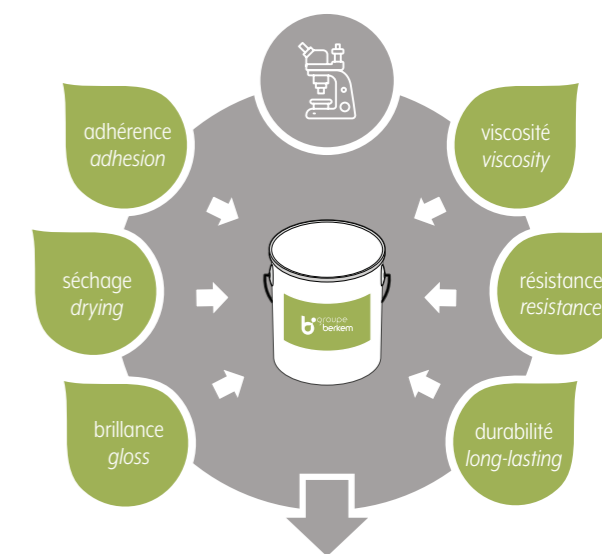 adhérence
adhesion
viscosité
viscosity
séchage
drying
résistance
resistance
groupe
berkem
brillance
gloss
durabilité
long-lasting